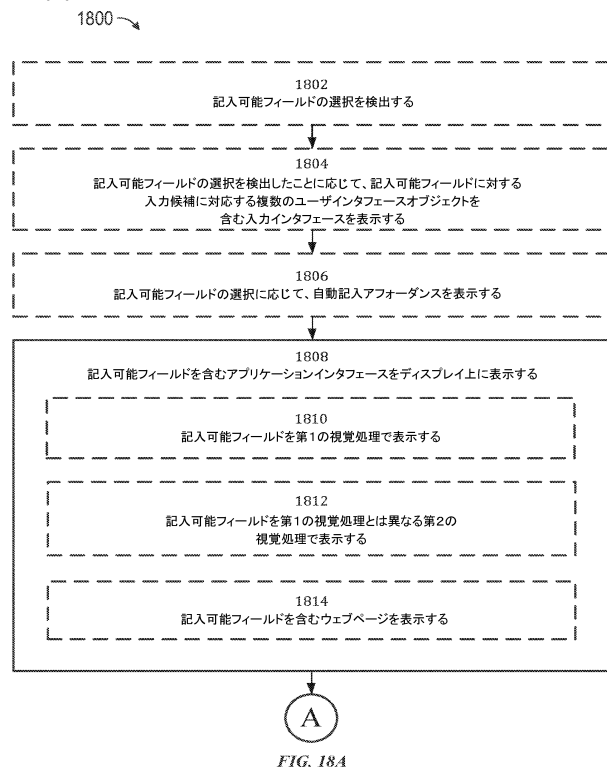 1800
1802
記入可能フィールドの選択を検出する
1804
記入可能フィールドの選択を検出したことに応じて、記入可能フィールドに対する
入力候補に対応する複数のユーザインタフェースオブジェクトを
含む入力インタフェースを表示する
1806
記入可能フィールドの選択に応じて、自動記入アフォーダンスを表示する
1808
記入可能フィールドを含むアプリケーションインタフェースをディスプレイ上に表示する
1810
記入可能フィールドを第1の視覚処理で表示する
1812
記入可能フィールドを第1の視覚処理とは異なる第2の
視覚処理で表示する
1814
記入可能フィールドを含むウェブページを表示する
A
FIG. 18A